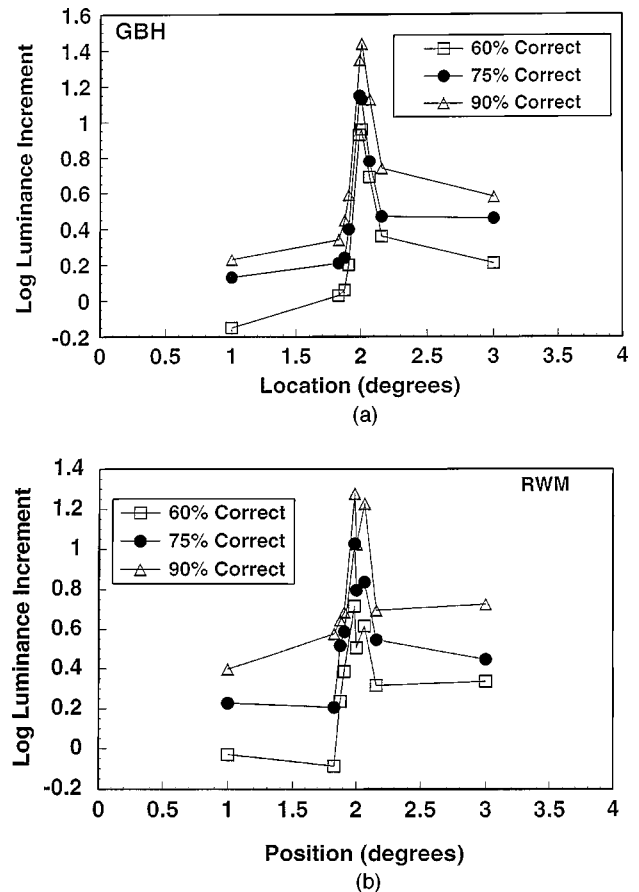 GBH
60% Correct
75% Correct
90% Correct
Log Luminance Increment
1.6
1.4
1.2
1
0.8
0.6
0.4
0.2
0
-0.2
0 0.5 1 1.5 2 2.5 3 3.5 4
Location (degrees)
(a)
RWM
60% Correct
75% Correct
90% Correct
Log Luminance Increment
1.4
1.2
1
0.8
0.6
0.4
0.2
0
-0.2
0 0.5 1 1.5 2 2.5 3 3.5 4
Position (degrees)
(b)